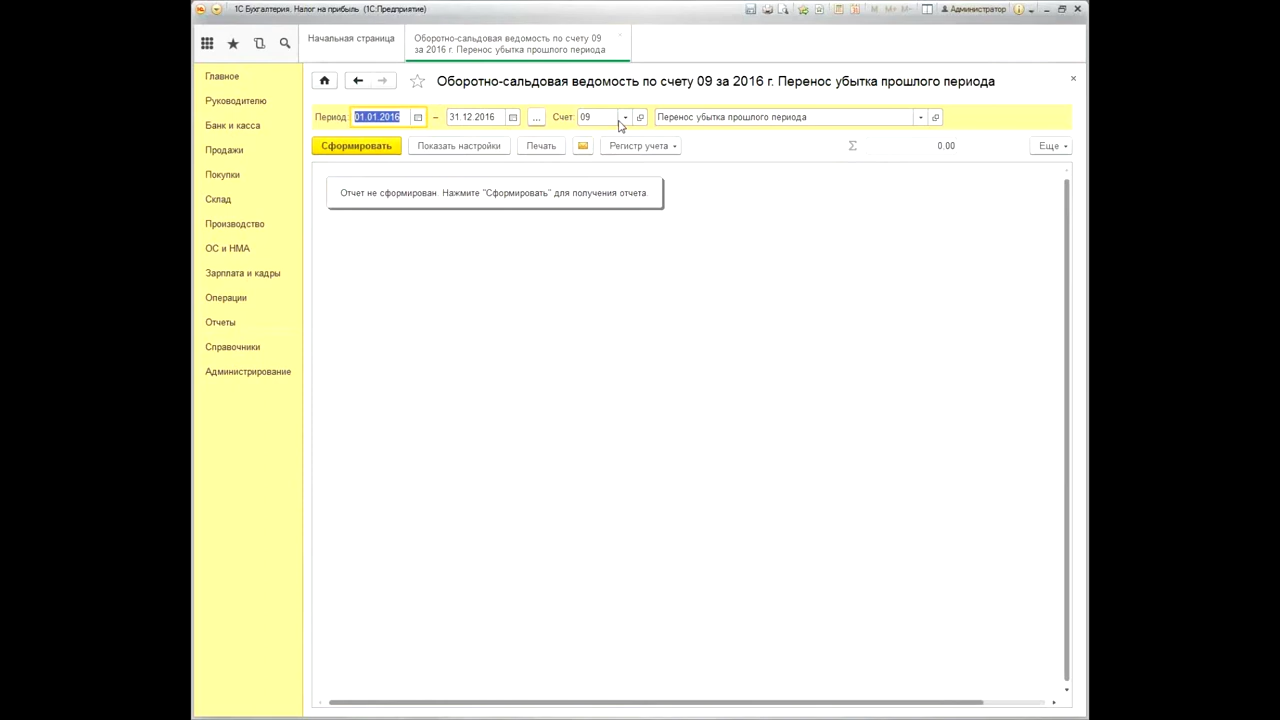 1С Бухгалтерия. Налог на прибыль (1С:Предприятие)
M M+ M-
Администратор
Начальная страница
Оборотно-сальдовая ведомость по счету 09
за 2016 г. Перенос убытка прошлого периода
Главное
Руководителю
Банк и касса
Продажи
Покупки
Склад
Производство
ОС и НМА
Зарплата и кадры
Операции
Отчеты
Справочники
Администрирование
Оборотно-сальдовая ведомость по счету 09 за 2016 г. Перенос убытка прошлого периода
Период: 01.01.2016 – 31.12.2016 ... Счет: 09 Перенос убытка прошлого периода
Сформировать Показать настройки Печать Регистр учета Σ 0.00 Еще
Отчет не сформирован. Нажмите "Сформировать" для получения отчета.